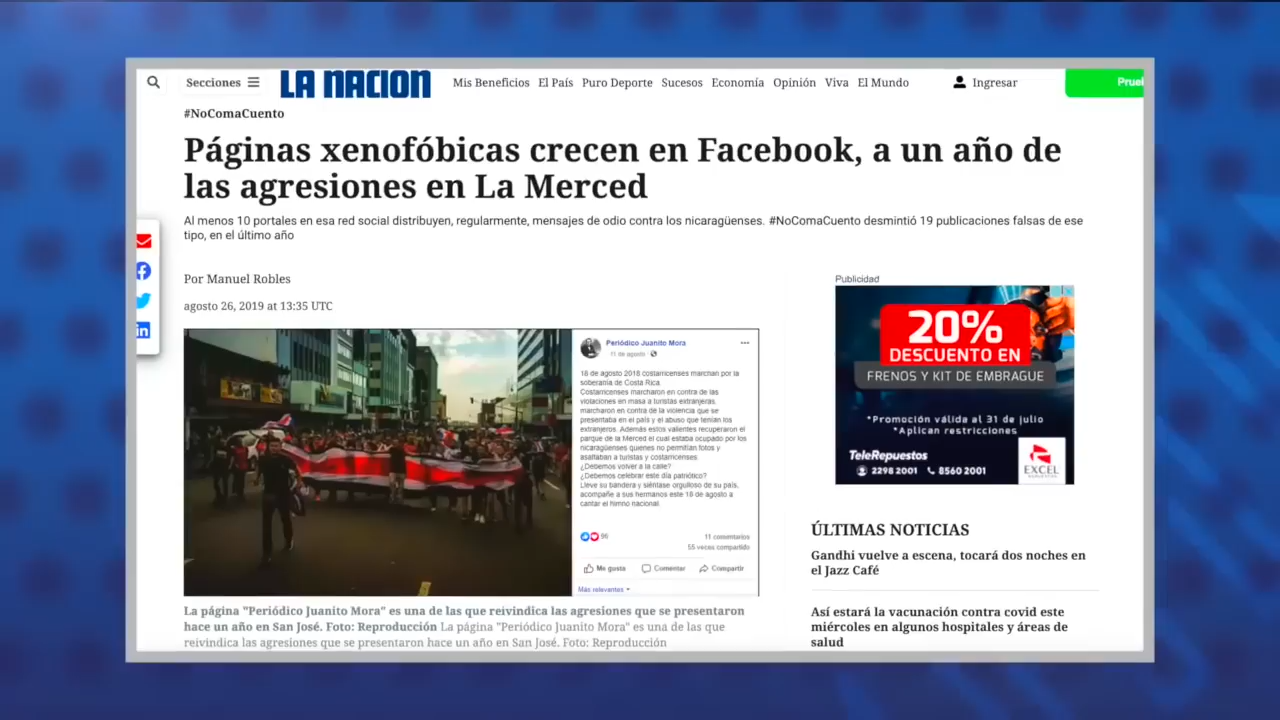 Secciones
LA NACION
Mis Beneficios El País Puro Deporte Sucesos Economía Opinión Viva El Mundo
Ingresar
Prue
#NoComaCuento
Páginas xenofóbicas crecen en Facebook, a un año de
las agresiones en La Merced
Al menos 10 portales en esa red social distribuyen, regularmente, mensajes de odio contra los nicaragüenses. #NoComaCuento desmintió 19 publicaciones falsas de ese
tipo, en el último año
Por Manuel Robles
agosto 26, 2019 at 13:35 UTC
Periódico Juanito Mora
11 de agosto
18 de agosto 2018 costarricenses marchan por la
soberatía de Costa Rica.
Costarricenses marcharon en contra de las
violaciones en masa a turistas extranjeras,
marcharon en contra de la violencia que se
presentaba en el país y el abuso que tenían los
extranjeros. Además estos valientes recuperaron el
parque de la Merced el cual estaba ocupado por los
nicaragüenses quienes no permitían fotos y
asaltaban a turistas y costarricenses
¿Debemos volver a la calle?
¿Debemos celebrar este día patriótico?
Lleve su bandera y siéntase orgulloso de su país,
acompañe a sus hermanos este 18 de agosto a
cantar el himno nacional.
95
11 comentarios
55 veces compartido
Me gusta Comentar Compartir
Más relevantes
La página "Periódico Juanito Mora" es una de las que reivindica las agresiones que se presentaron
hace un año en San José. Foto: Reproducción La página "Periódico Juanito Mora" es una de las que
reivindica las agresiones que se presentaron hace un año en San José. Foto: Reproducción
Publicidad
20%
DESCUENTO EN
FRENOS Y KIT DE EMBRAGUE
*Promoción válida al 31 de julio
*Aplican restricciones
TeleRepuestos
2298 2001 8560 2001
EXCEL
ÚLTIMAS NOTICIAS
Gandhi vuelve a escena, tocará dos noches en
el Jazz Café
Así estará la vacunación contra covid este
miércoles en algunos hospitales y áreas de
salud